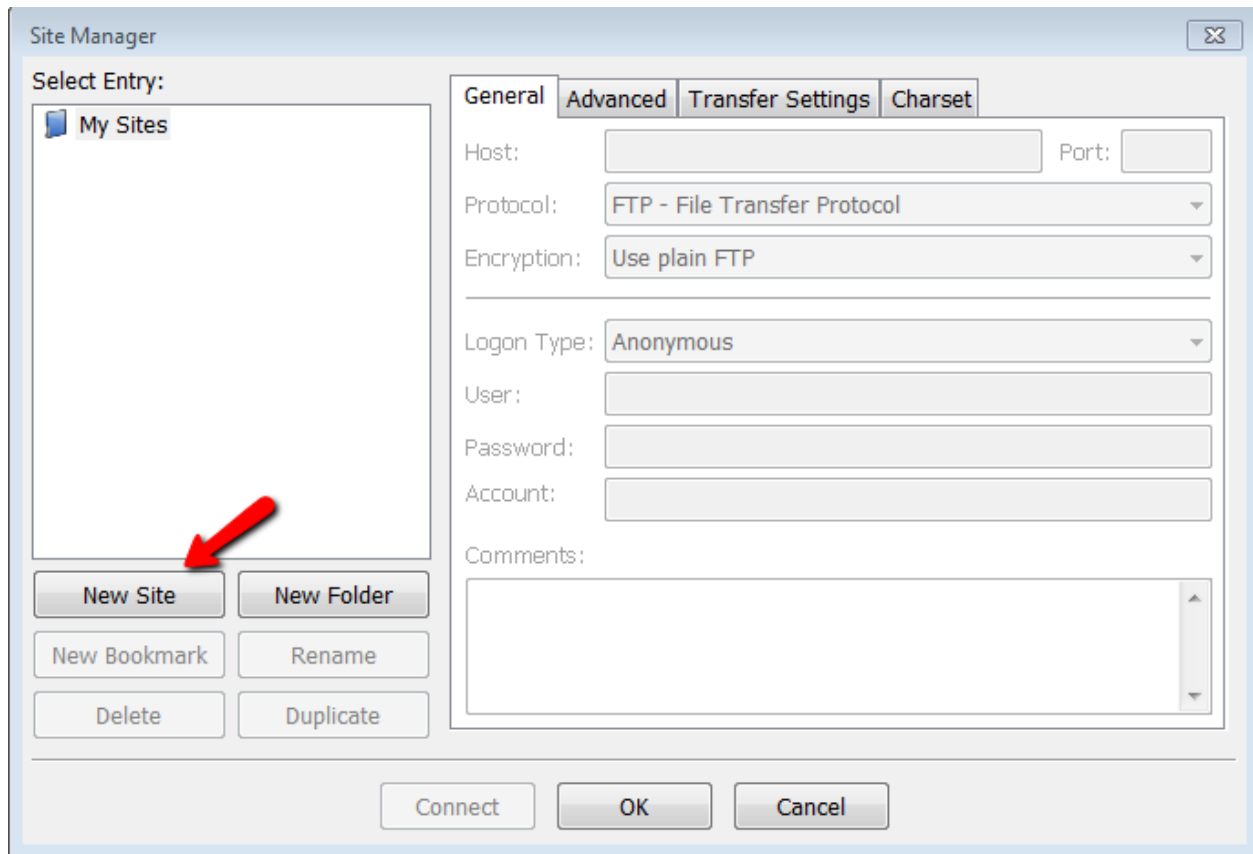 Site Manager
Select Entry:
My Sites
New Site
New Folder
New Bookmark
Rename
Delete
Duplicate
General
Advanced
Transfer Settings
Charset
Host:
Port:
Protocol:
FTP - File Transfer Protocol
Encryption:
Use plain FTP
Logon Type:
Anonymous
User:
Password:
Account:
Comments:
Connect
OK
Cancel